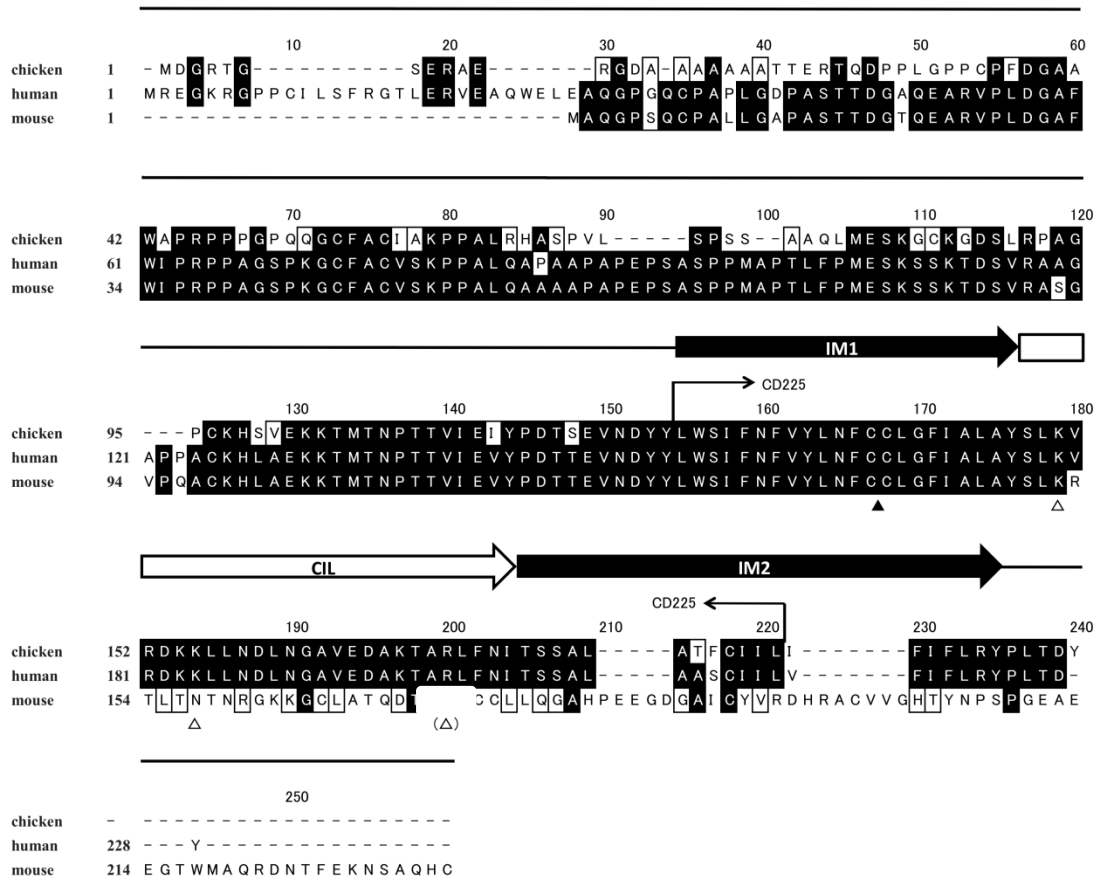 10 20 30 40 50 60
chicken 1 - M D G R T G - - - - - - - - - - S E R A E - - - - - - - R G D A - A A A A A A T T E R T Q D P P L G P P C P F D G A A
human 1 M R E G K R G P P C I L S F R G T L E R V E A Q W E L E A Q G P G Q C P A P L G D P A S T T D G A Q E A R V P L D G A F
mouse 1 - - - - - - - - - - - - - - - - - - - - - - - - - - - M A Q G P S Q C P A L L G A P A S T T D G T Q E A R V P L D G A F
70 80 90 100 110 120
chicken 42 W A P R P P P G P Q Q G C F A C I A K P P A L R H A S P V L - - - - - S P S S - - A A Q L M E S K G C K G D S L R P A G
human 61 W I P R P P A G S P K G C F A C V S K P P A L Q A P A A P A P E P S A S P P M A P T L F P M E S K S S K T D S V R A A G
mouse 34 W I P R P P A G S P K G C F A C V S K P P A L Q A A A A P A P E P S A S P P M A P T L F P M E S K S S K T D S V R A S G
IM1
CD225
130 140 150 160 170 180
chicken 95 - - - P C K H S V E K K T M T N P T T V I E I Y P D T S E V N D Y Y L W S I F N F V Y L N F C C L G F I A L A Y S L K V
human 121 A P P A C K H L A E K K T M T N P T T V I E V Y P D T T E V N D Y Y L W S I F N F V Y L N F C C L G F I A L A Y S L K V
mouse 94 V P Q A C K H L A E K K T M T N P T T V I E V Y P D T T E V N D Y Y L W S I F N F V Y L N F C C L G F I A L A Y S L K R
▲ △
CIL IM2
CD225
190 200 210 220 230 240
chicken 152 R D K K L L N D L N G A V E D A K T A R L F N I T S S A L - - - - - A T F C I I L I - - - - - - - F I F L R Y P L T D Y
human 181 R D K K L L N D L N G A V E D A K T A R L F N I T S S A L - - - - - A A S C I I L V - - - - - - - F I F L R Y P L T D -
mouse 154 T L T N T N R G K K G C L A T Q D T C C L L Q G A H P E E G D G A I C Y V R D H R A C V V G H T Y N P S P G E A E
△ (△)
250
chicken - - - - - - - - - - - - - - - - - - - - -
human 228 - - - Y - - - - - - - - - - - - - - - -
mouse 214 E G T W M A Q R D N T F E K N S A Q H C